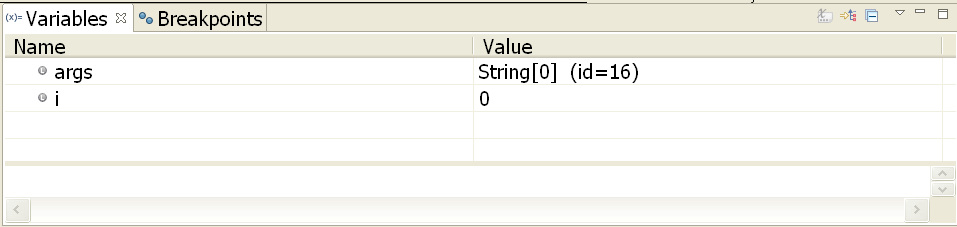 (x)= Variables Breakpoints
Name Value
args String[0] (id=16)
i 0